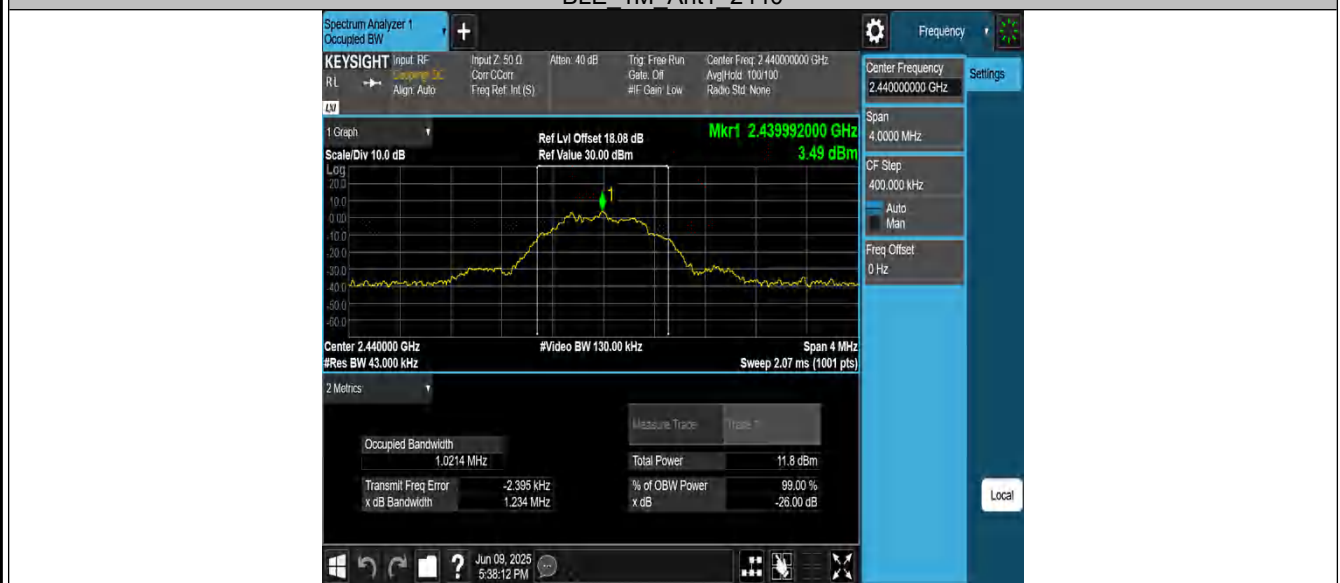 BLE_1M_Ant1_2440
Spectrum Analyzer 1
Occupied BW
+
Frequency
KEYSIGHT
RL
LXI
Input: RF
Coupling: DC
Align: Auto
Input Z: 50 Ω
Corr CCorr
Freq Ref: Int (S)
Atten: 40 dB
Trig: Free Run
Gate: Off
#IF Gain: Low
Center Freq: 2.440000000 GHz
Avg|Hold: 100/100
Radio Std: None
Center Frequency
2.440000000 GHz
Settings
Span
4.0000 MHz
CF Step
400.000 kHz
Auto
Man
Freq Offset
0 Hz
Local
1 Graph
Scale/Div 10.0 dB
Ref Lvl Offset 18.08 dB
Ref Value 30.00 dBm
Mkr1 2.439992000 GHz
3.49 dBm
Log
20.0
10.0
0.00
-10.0
-20.0
-30.0
-40.0
-50.0
-60.0
1
Center 2.440000 GHz
#Video BW 130.00 kHz
Span 4 MHz
#Res BW 43.000 kHz
Sweep 2.07 ms (1001 pts)
2 Metrics
Measure Trace
Trace 1
Occupied Bandwidth
1.0214 MHz
Total Power
11.8 dBm
Transmit Freq Error
-2.395 kHz
% of OBW Power
99.00 %
x dB Bandwidth
1.234 MHz
x dB
-26.00 dB
?
Jun 09, 2025
5:38:12 PM